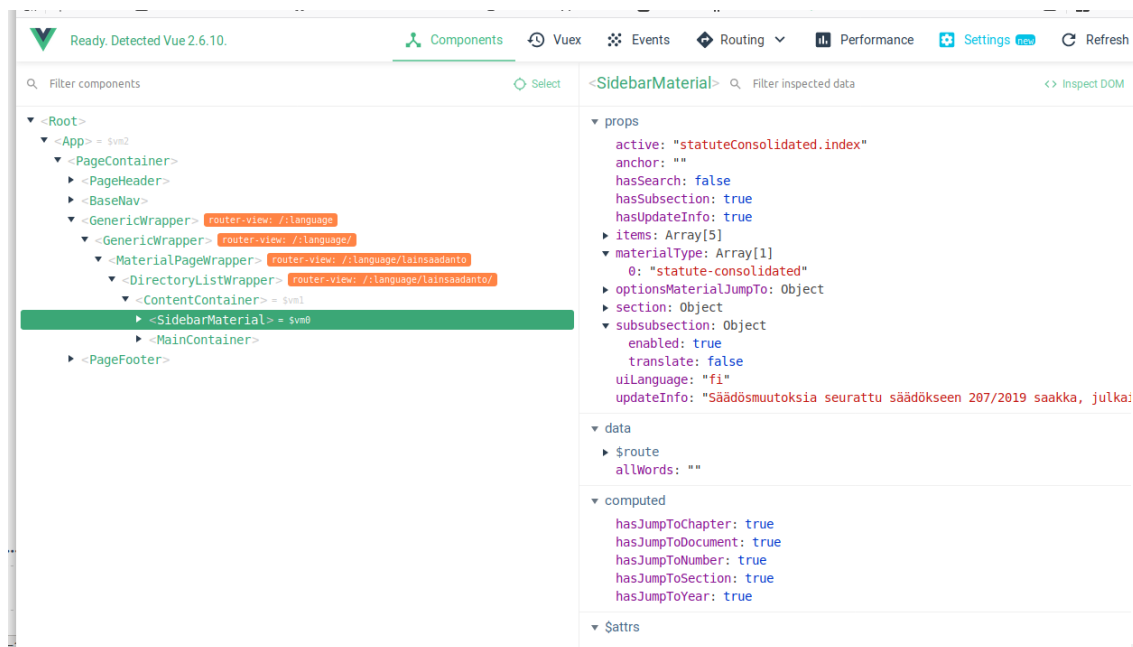 Ready. Detected Vue 2.6.10.
Components
Vuex
Events
Routing
Performance
Settings new
Refresh
Filter components
Select
<SidebarMaterial>
Filter inspected data
<> Inspect DOM
<Root>
<App> = $vm2
<PageContainer>
<PageHeader>
<BaseNav>
<GenericWrapper> router-view: /:language
<GenericWrapper> router-view: /:language/
<MaterialPageWrapper> router-view: /:language/lainsaadanto
<DirectoryListWrapper> router-view: /:language/lainsaadanto/
<ContentContainer> = $vm1
<SidebarMaterial> = $vm0
<MainContainer>
<PageFooter>
props
active: "statuteConsolidated.index"
anchor: ""
hasSearch: false
hasSubsection: true
hasUpdateInfo: true
items: Array[5]
materialType: Array[1]
0: "statute-consolidated"
optionsMaterialJumpTo: Object
section: Object
subsubsection: Object
enabled: true
translate: false
uiLanguage: "fi"
updateInfo: "Säädösmuutoksia seurattu säädökseen 207/2019 saakka, julkai
data
$route
allWords: ""
computed
hasJumpToChapter: true
hasJumpToDocument: true
hasJumpToNumber: true
hasJumpToSection: true
hasJumpToYear: true
$attrs